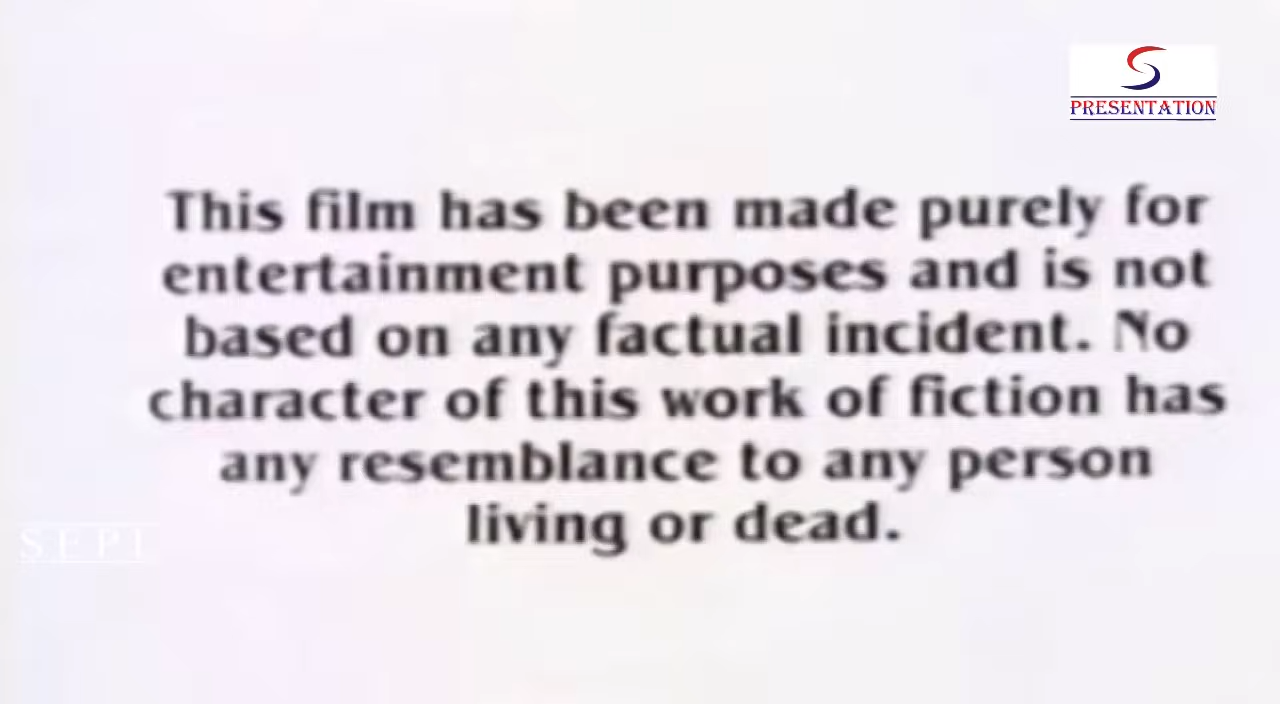 PRESENTATION
This film has been made purely for
entertainment purposes and is not
based on any factual incident. No
character of this work of fiction has
any resemblance to any person
living or dead.
SEPL